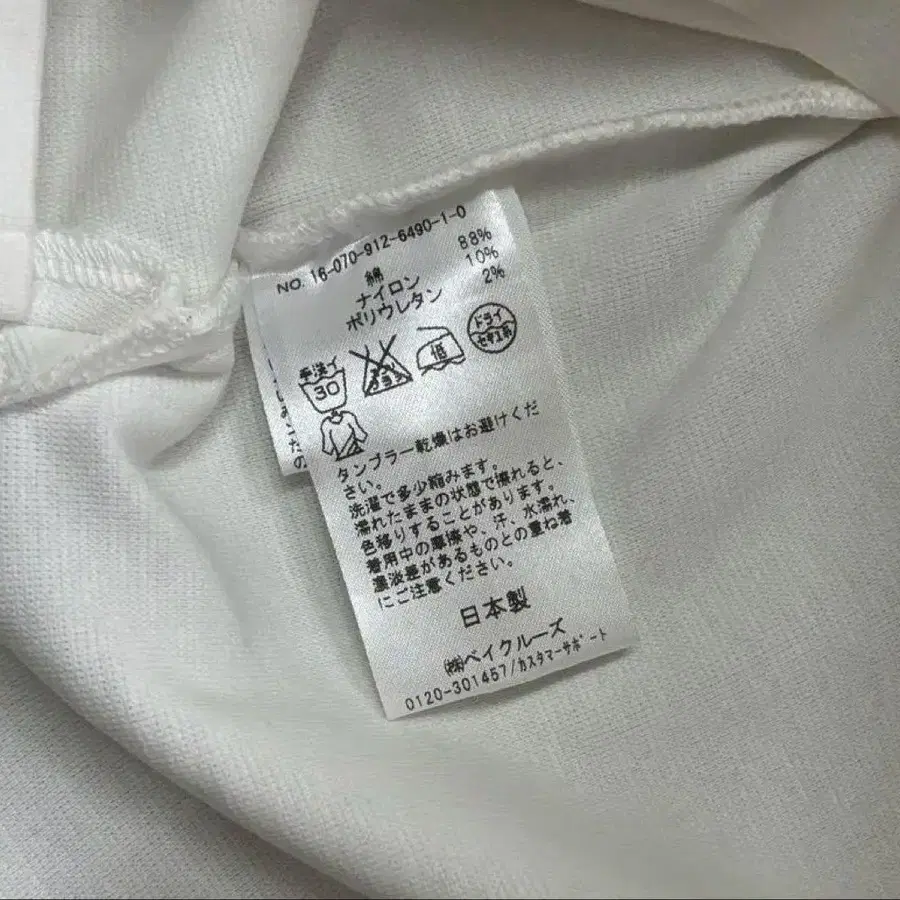 NO. 16-070-912-6490-1-0
綿 88%
ナイロン 10%
ポリウレタン 2%
手洗イ
30
低
ドライ
セキユ系
タンブラー乾燥はお避けくだ
さい。
洗濯で多少縮みます。
濡れたままの状態で擦れると、
色移りすることがあります。
着用中の摩擦や、汗、水濡れ、
濃淡差があるものとの重ね着
にご注意ください。
日本製
㈱ベイクルーズ
0120-301457/カスタマーサポート